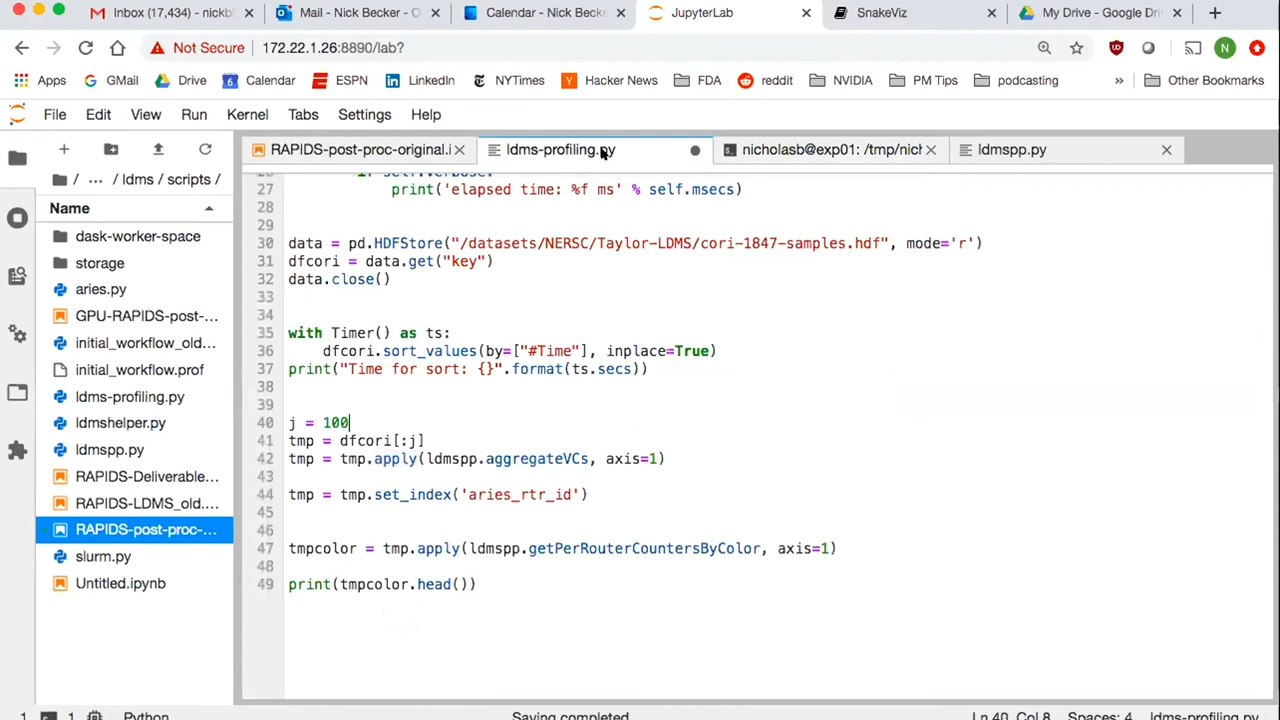 Inbox (17,434) - nickb
Mail - Nick Becker - O
Calendar - Nick Becke
JupyterLab
SnakeViz
My Drive - Google Dri
Not Secure
172.22.1.26:8890/lab?
N
Apps
GMail
Drive
Calendar
ESPN
LinkedIn
NYTimes
Hacker News
FDA
reddit
NVIDIA
PM Tips
podcasting
»
Other Bookmarks
File Edit View Run Kernel Tabs Settings Help
RAPIDS-post-proc-original.i
ldms-profiling.py
nicholasb@exp01: /tmp/nich
ldmspp.py
/ ··· / ldms / scripts /
Name
dask-worker-space
storage
aries.py
GPU-RAPIDS-post-...
initial_workflow_old...
initial_workflow.prof
ldms-profiling.py
ldmshelper.py
ldmspp.py
RAPIDS-Deliverable...
RAPIDS-LDMS_old....
RAPIDS-post-proc-...
slurm.py
Untitled.ipynb
if self.verbose:
27 print('elapsed time: %f ms' % self.msecs)
28
29
30 data = pd.HDFStore("/datasets/NERSC/Taylor-LDMS/cori-1847-samples.hdf", mode='r')
31 dfcori = data.get("key")
32 data.close()
33
34
35 with Timer() as ts:
36 dfcori.sort_values(by=["#Time"], inplace=True)
37 print("Time for sort: {}".format(ts.secs))
38
39
40 j = 100
41 tmp = dfcori[:j]
42 tmp = tmp.apply(ldmspp.aggregateVCs, axis=1)
43
44 tmp = tmp.set_index('aries_rtr_id')
45
46
47 tmpcolor = tmp.apply(ldmspp.getPerRouterCountersByColor, axis=1)
48
49 print(tmpcolor.head())
1 1 Python
Saving completed
Ln 40, Col 8 Spaces: 4 ldms-profiling.py